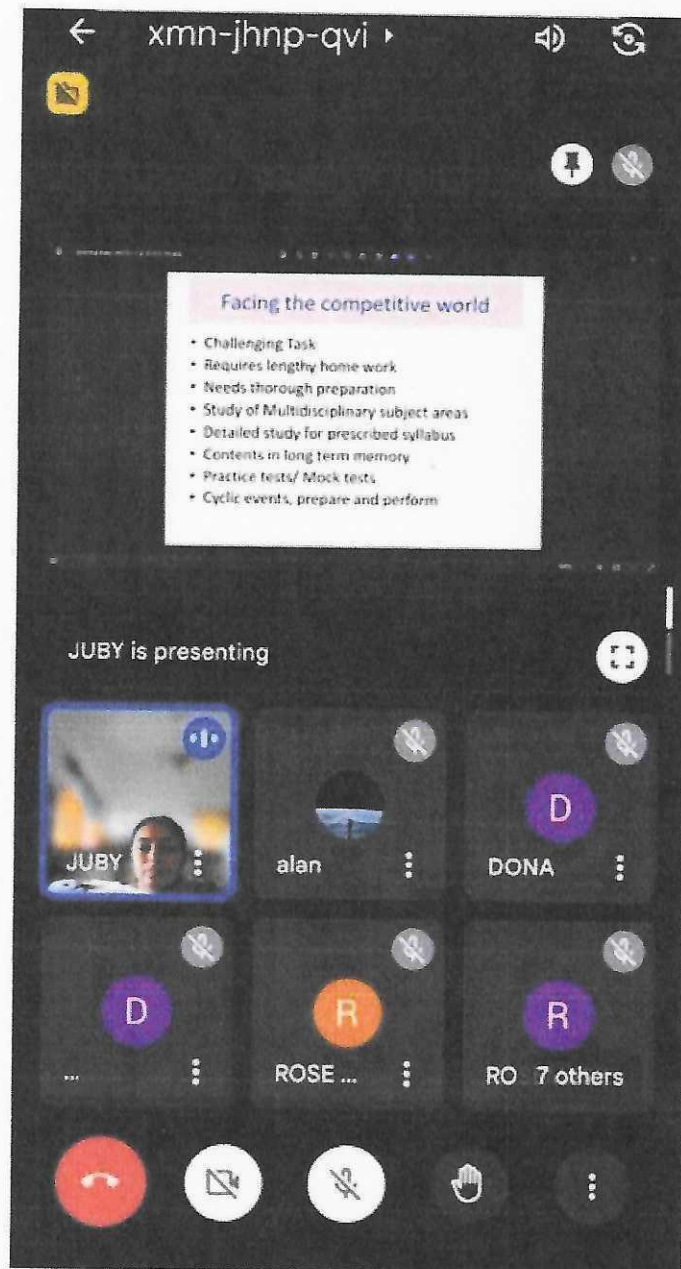 xmn-jhnp-qvi
Facing the competitive world
• Challenging Task
• Requires lengthy home work
• Needs thorough preparation
• Study of Multidisciplinary subject areas
• Detailed study for prescribed syllabus
• Contents in long term memory
• Practice tests/ Mock tests
• Cyclic events, prepare and perform
JUBY is presenting
JUBY
alan
D
DONA
D
...
R
ROSE ...
R
RO 7 others